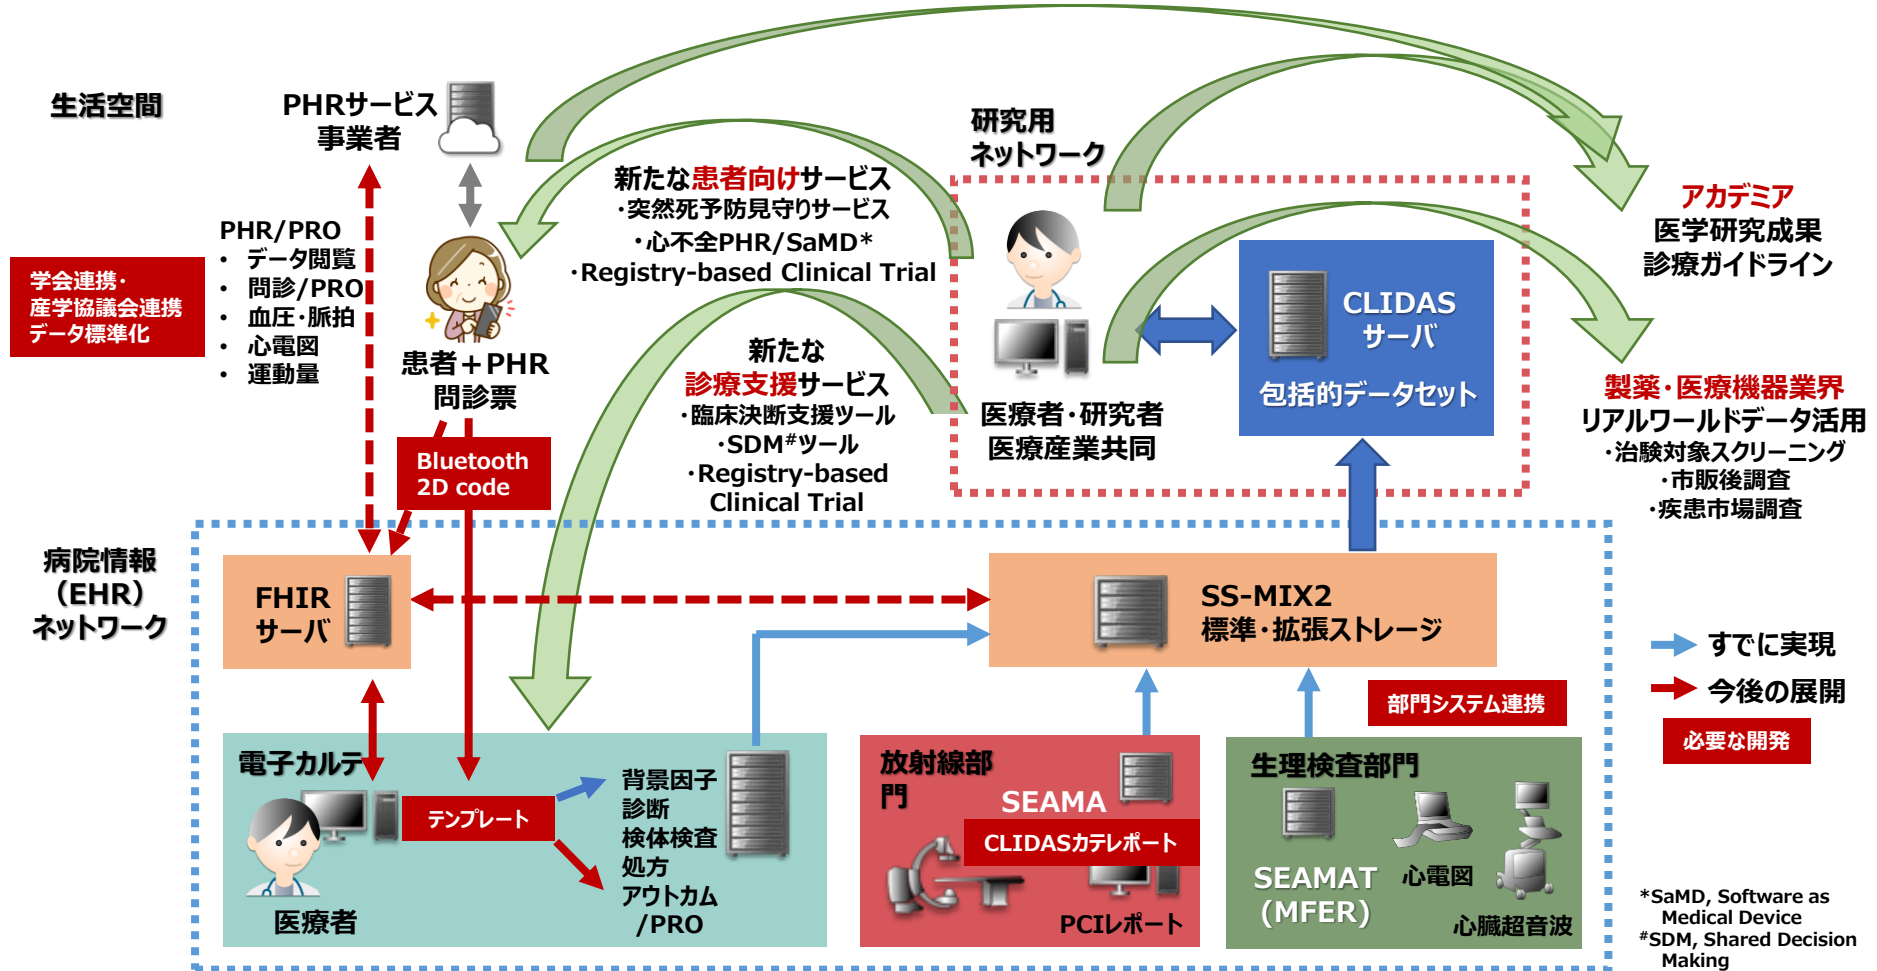 生活空間
PHRサービス
事業者
PHR/PRO
・ データ閲覧
・ 問診/PRO
・ 血圧・脈拍
・ 心電図
・ 運動量
学会連携・
産学協議会連携
データ標準化
患者＋PHR
問診票
Bluetooth
2D code
新たな患者向けサービス
・突然死予防見守りサービス
・心不全PHR/SaMD*
・Registry-based Clinical Trial
新たな
診療支援サービス
・臨床決断支援ツール
・SDM#ツール
・Registry-based
Clinical Trial
研究用
ネットワーク
医療者・研究者
医療産業共同
CLIDAS
サーバ
包括的データセット
アカデミア
医学研究成果
診療ガイドライン
製薬・医療機器業界
リアルワールドデータ活用
・治験対象スクリーニング
・市販後調査
・疾患市場調査
病院情報
（EHR）
ネットワーク
FHIR
サーバ
SS-MIX2
標準・拡張ストレージ
すでに実現
今後の展開
必要な開発
部門システム連携
電子カルテ
医療者
テンプレート
背景因子
診断
検体検査
処方
アウトカム
/PRO
放射線部
門
SEAMA
CLIDASカテレポート
PCIレポート
生理検査部門
SEAMAT
(MFER)
心電図
心臓超音波
*SaMD, Software as
Medical Device
#SDM, Shared Decision
Making